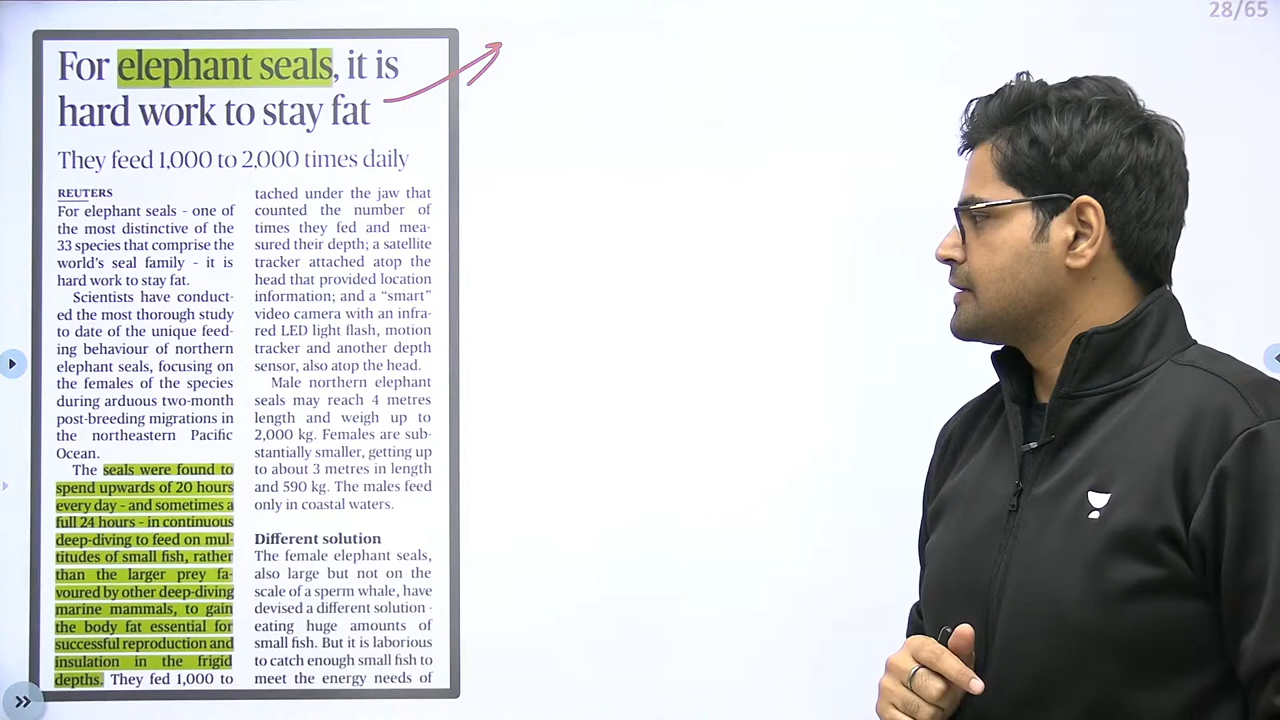 28/65
For elephant seals, it is
hard work to stay fat
They feed 1,000 to 2,000 times daily
REUTERS
For elephant seals - one of
the most distinctive of the
33 species that comprise the
world's seal family - it is
hard work to stay fat.
Scientists have conduct-
ed the most thorough study
to date of the unique feed-
ing behaviour of northern
elephant seals, focusing on
the females of the species
during arduous two-month
post-breeding migrations in
the northeastern Pacific
Ocean.
The seals were found to
spend upwards of 20 hours
every day - and sometimes a
full 24 hours - in continuous
deep-diving to feed on mul-
titudes of small fish, rather
than the larger prey fa-
voured by other deep-diving
marine mammals, to gain
the body fat essential for
successful reproduction and
insulation in the frigid
depths. They fed 1,000 to
tached under the jaw that
counted the number of
times they fed and mea-
sured their depth; a satellite
tracker attached atop the
head that provided location
information; and a “smart”
video camera with an infra-
red LED light flash, motion
tracker and another depth
sensor, also atop the head.
Male northern elephant
seals may reach 4 metres
length and weigh up to
2,000 kg. Females are sub-
stantially smaller, getting up
to about 3 metres in length
and 590 kg. The males feed
only in coastal waters.
Different solution
The female elephant seals,
also large but not on the
scale of a sperm whale, have
devised a different solution -
eating huge amounts of
small fish. But it is laborious
to catch enough small fish to
meet the energy needs of